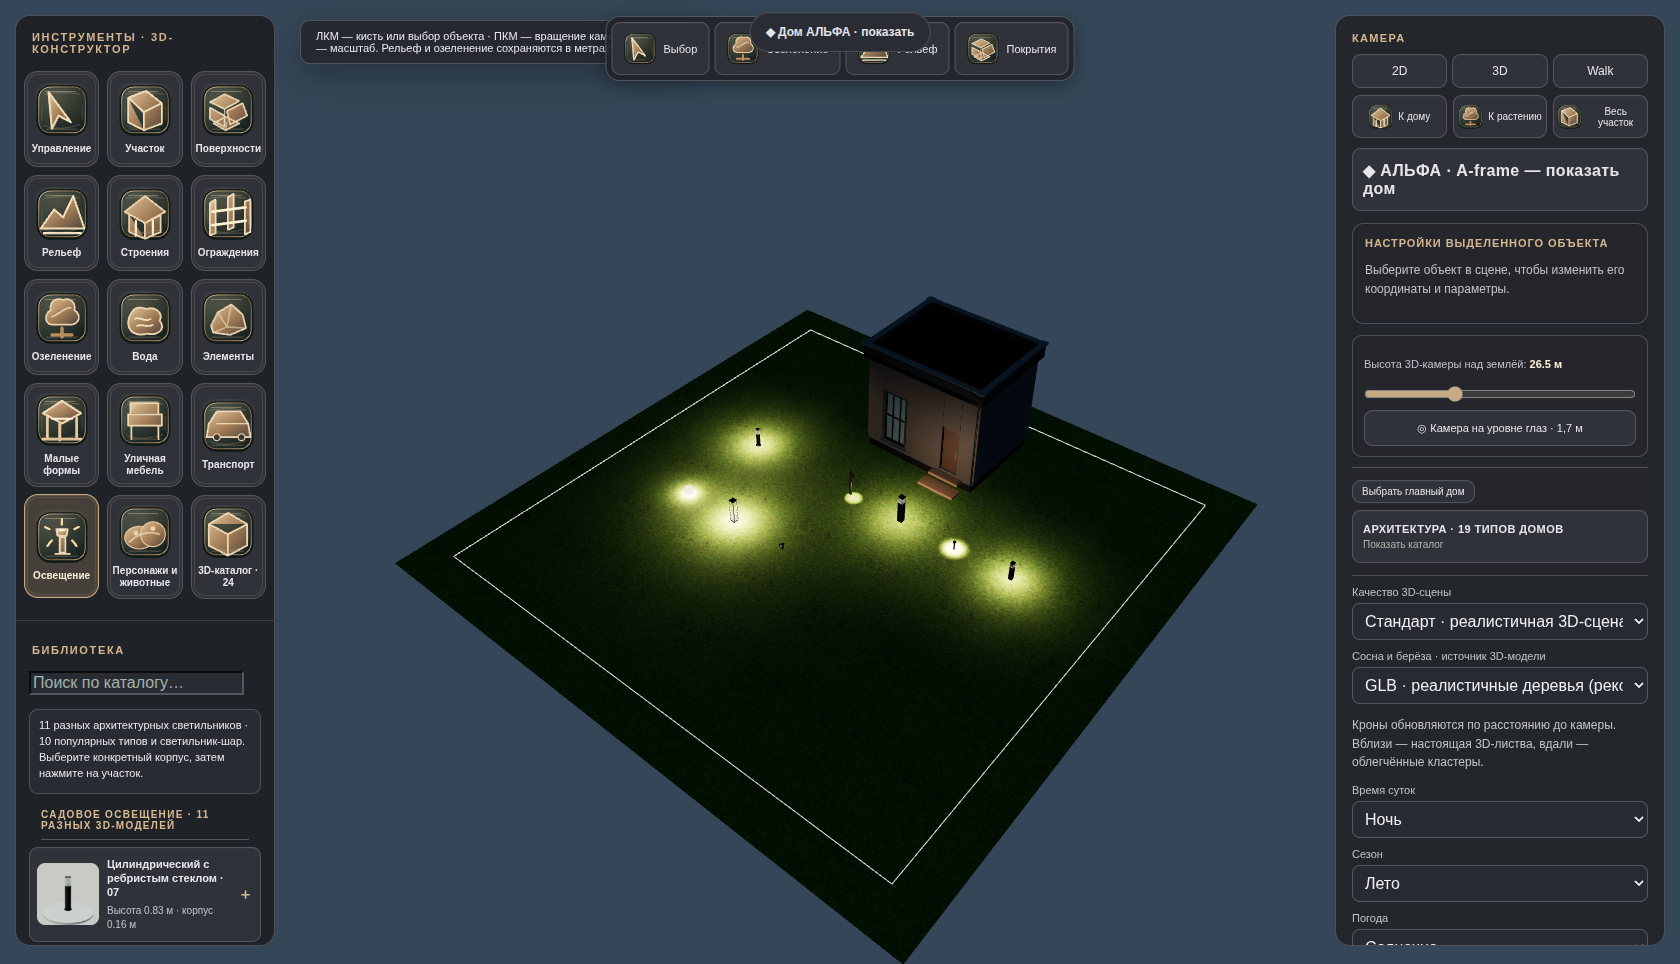 ИНСТРУМЕНТЫ · 3D-
КОНСТРУКТОР
Управление
Участок
Поверхности
Рельеф
Строения
Ограждения
Озеленение
Вода
Элементы
Малые
формы
Уличная
мебель
Транспорт
Освещение
Персонажи и
животные
3D-каталог ·
24
БИБЛИОТЕКА
Поиск по каталогу…
11 разных архитектурных светильников ·
10 популярных типов и светильник-шар.
Выберите конкретный корпус, затем
нажмите на участок.
САДОВОЕ ОСВЕЩЕНИЕ · 11
РАЗНЫХ 3D-МОДЕЛЕЙ
Цилиндрический с
ребристым стеклом ·
07
Высота 0.83 м · корпус
0.16 м
+
ЛКМ — кисть или выбор объекта · ПКМ — вращение кам
— масштаб. Рельеф и озеленение сохраняются в метра
Выбор
◆ Дом АЛЬФА · показать
Покрытия
КАМЕРА
2D
3D
Walk
К дому
К растению
Весь
участок
◆ АЛЬФА · A-frame — показать
дом
НАСТРОЙКИ ВЫДЕЛЕННОГО ОБЪЕКТА
Выберите объект в сцене, чтобы изменить его
координаты и параметры.
Высота 3D-камеры над землёй: 26.5 м
◎ Камера на уровне глаз · 1,7 м
Выбрать главный дом
АРХИТЕКТУРА · 19 ТИПОВ ДОМОВ
Показать каталог
Качество 3D-сцены
Стандарт · реалистичная 3D-сцена
Сосна и берёза · источник 3D-модели
GLB · реалистичные деревья (реко
Кроны обновляются по расстоянию до камеры.
Вблизи — настоящая 3D-листва, вдали —
облегчённые кластеры.
Время суток
Ночь
Сезон
Лето
Погода